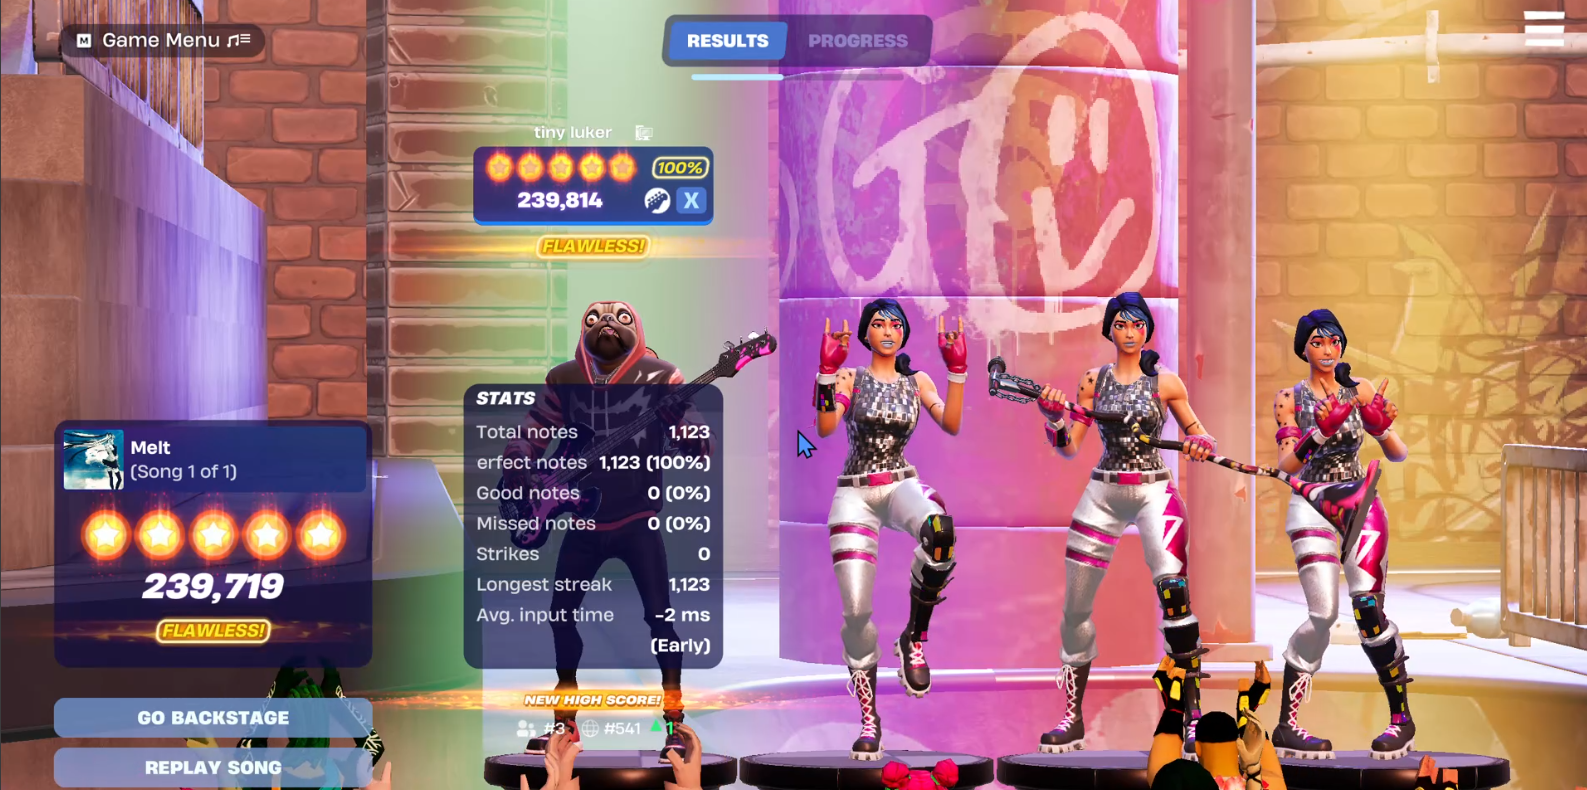 M Game Menu
RESULTS PROGRESS
tiny luker
100%
239,814 X
FLAWLESS!
STATS
Total notes 1,123
erfect notes 1,123 (100%)
Good notes 0 (0%)
Missed notes 0 (0%)
Strikes 0
Longest streak 1,123
Avg. input time -2 ms
(Early)
NEW HIGH SCORE!
#3 #541 1
Melt
(Song 1 of 1)
239,719
FLAWLESS!
GO BACKSTAGE
REPLAY SONG